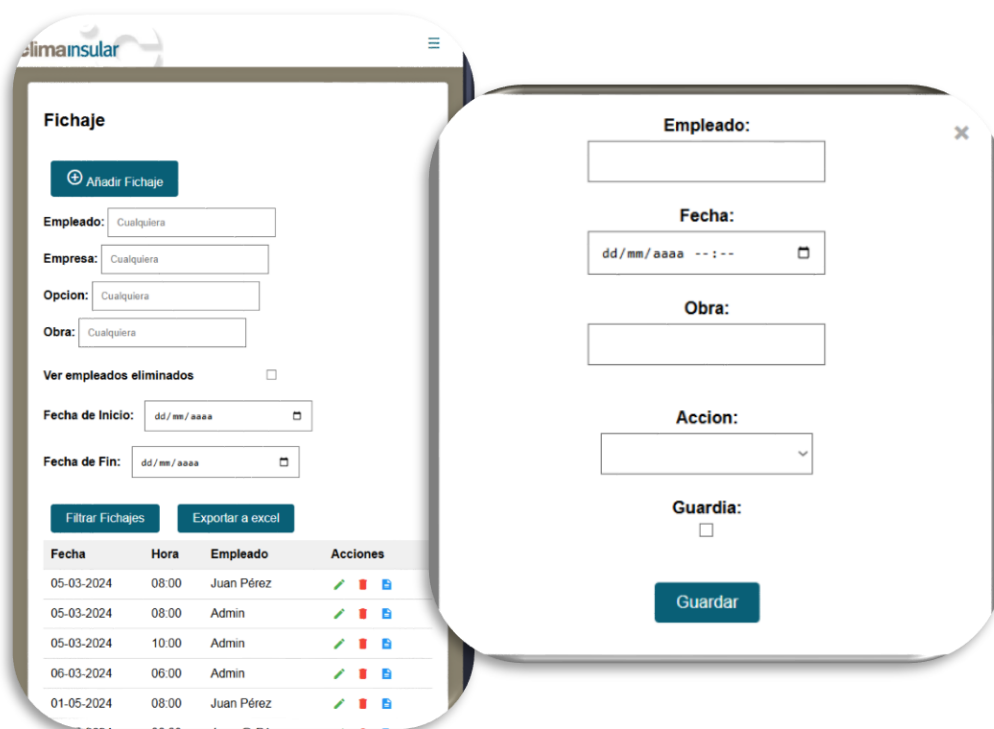 climainsular
Fichaje
Añadir Fichaje
Empleado: Cualquiera
Empresa: Cualquiera
Opcion: Cualquiera
Obra: Cualquiera
Ver empleados eliminados
Fecha de Inicio: dd/mm/aaaa
Fecha de Fin: dd/mm/aaaa
Filtrar Fichajes Exportar a excel
Fecha Hora Empleado Acciones
05-03-2024 08:00 Juan Pérez
05-03-2024 08:00 Admin
05-03-2024 10:00 Admin
06-03-2024 06:00 Admin
01-05-2024 08:00 Juan Pérez
Empleado:
Fecha:
dd/mm/aaaa --:--
Obra:
Accion:
Guardia:
Guardar